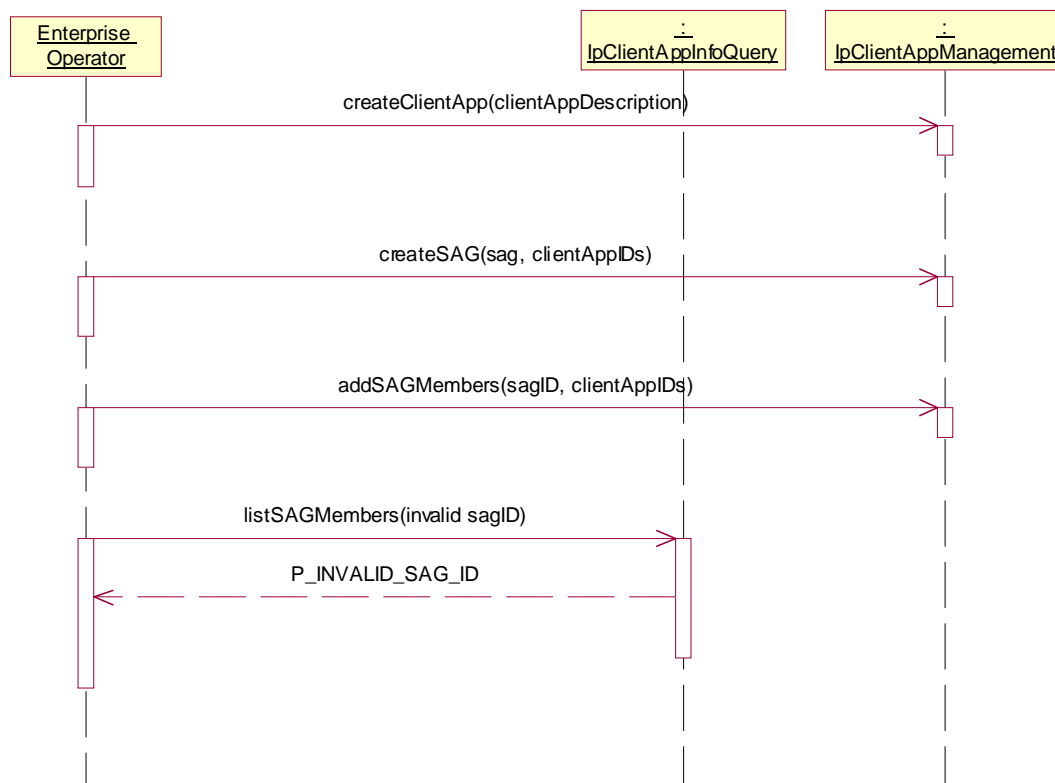 Enterprise
Operator
:
IpClientAppInfoQuery
:
IpClientAppManagement
createClientApp(clientAppDescription)
createSAG(sag, clientAppIDs)
addSAGMembers(sagID, clientAppIDs)
listSAGMembers(invalid sagID)
P_INVALID_SAG_ID